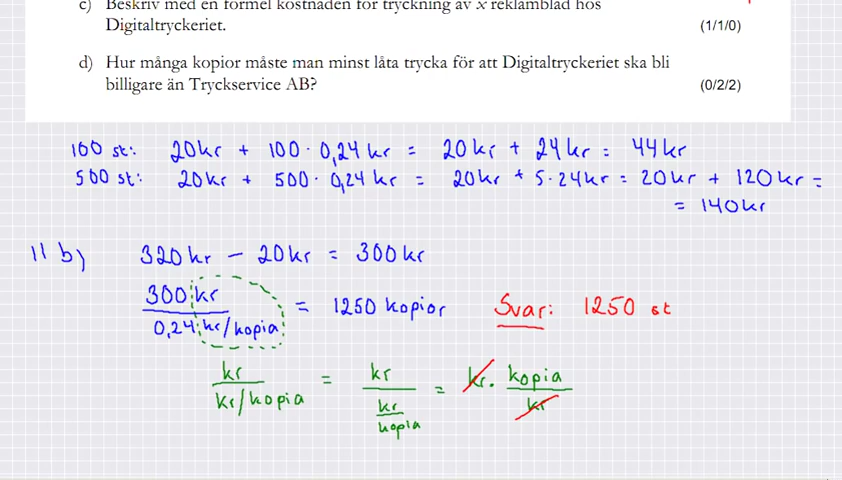 c) Beskriv med en formel kostnaden för tryckning av x reklamblad hos
Digitaltryckeriet.
(1/1/0)
d) Hur många kopior måste man minst låta trycka för att Digitaltryckeriet ska bli
billigare än Tryckservice AB?
(0/2/2)
100 st: 20kr + 100 · 0,24 kr = 20kr + 24kr = 44kr
500 st: 20kr + 500 · 0,24 kr = 20kr + 5 · 24kr = 20kr + 120kr =
= 140kr
11 b) 320kr − 20kr = 300kr
300 kr / 0,24 kr/kopia = 1250 kopior Svar: 1250 st
kr / kr/kopia = kr / kr/kopia = kr · kopia / kr